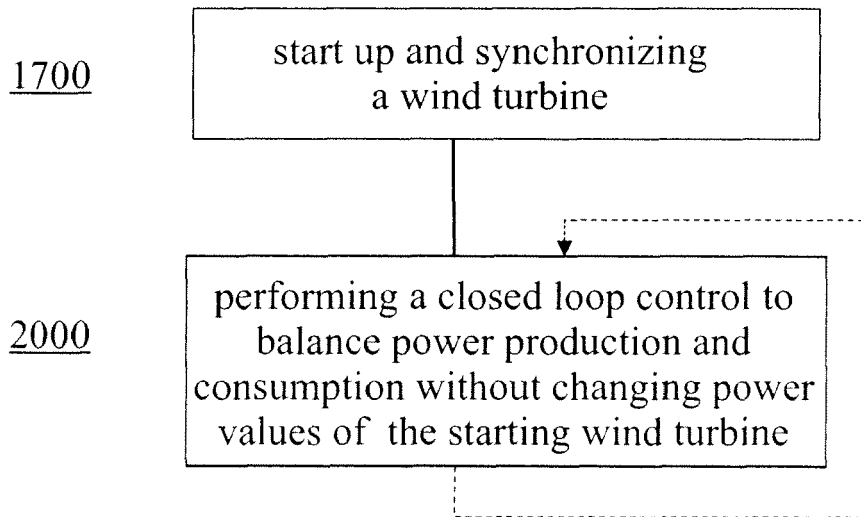 1700
start up and synchronizing
a wind turbine
2000
performing a closed loop control to
balance power production and
consumption without changing power
values of the starting wind turbine